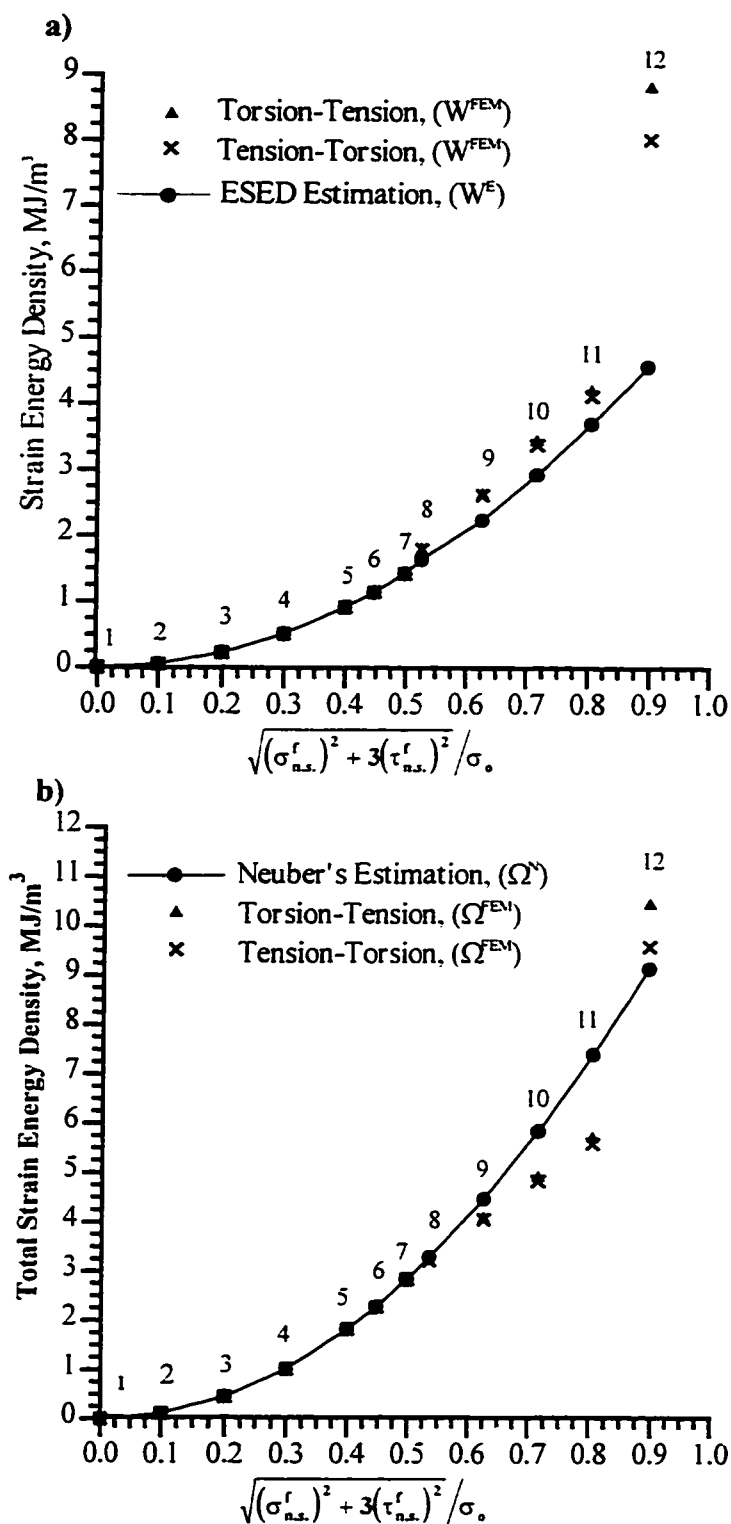 a)
12
9
8
7
6
5
4
3
2
1
0
Strain Energy Density, MJ/m³
Torsion-Tension, (W^FEM)
Tension-Torsion, (W^FEM)
ESED Estimation, (W^E)
1 2 3 4 5 6 7 8 9 10 11
0.0 0.1 0.2 0.3 0.4 0.5 0.6 0.7 0.8 0.9 1.0
√(σ^f_n.s.)² + 3(τ^f_n.s.)² / σ_o
b)
12
11
10
9
8
7
6
5
4
3
2
1
0
Total Strain Energy Density, MJ/m³
Neuber's Estimation, (Ω^N)
Torsion-Tension, (Ω^FEM)
Tension-Torsion, (Ω^FEM)
1 2 3 4 5 6 7 8 9 10 11 12
0.0 0.1 0.2 0.3 0.4 0.5 0.6 0.7 0.8 0.9 1.0
√(σ^f_n.s.)² + 3(τ^f_n.s.)² / σ_o